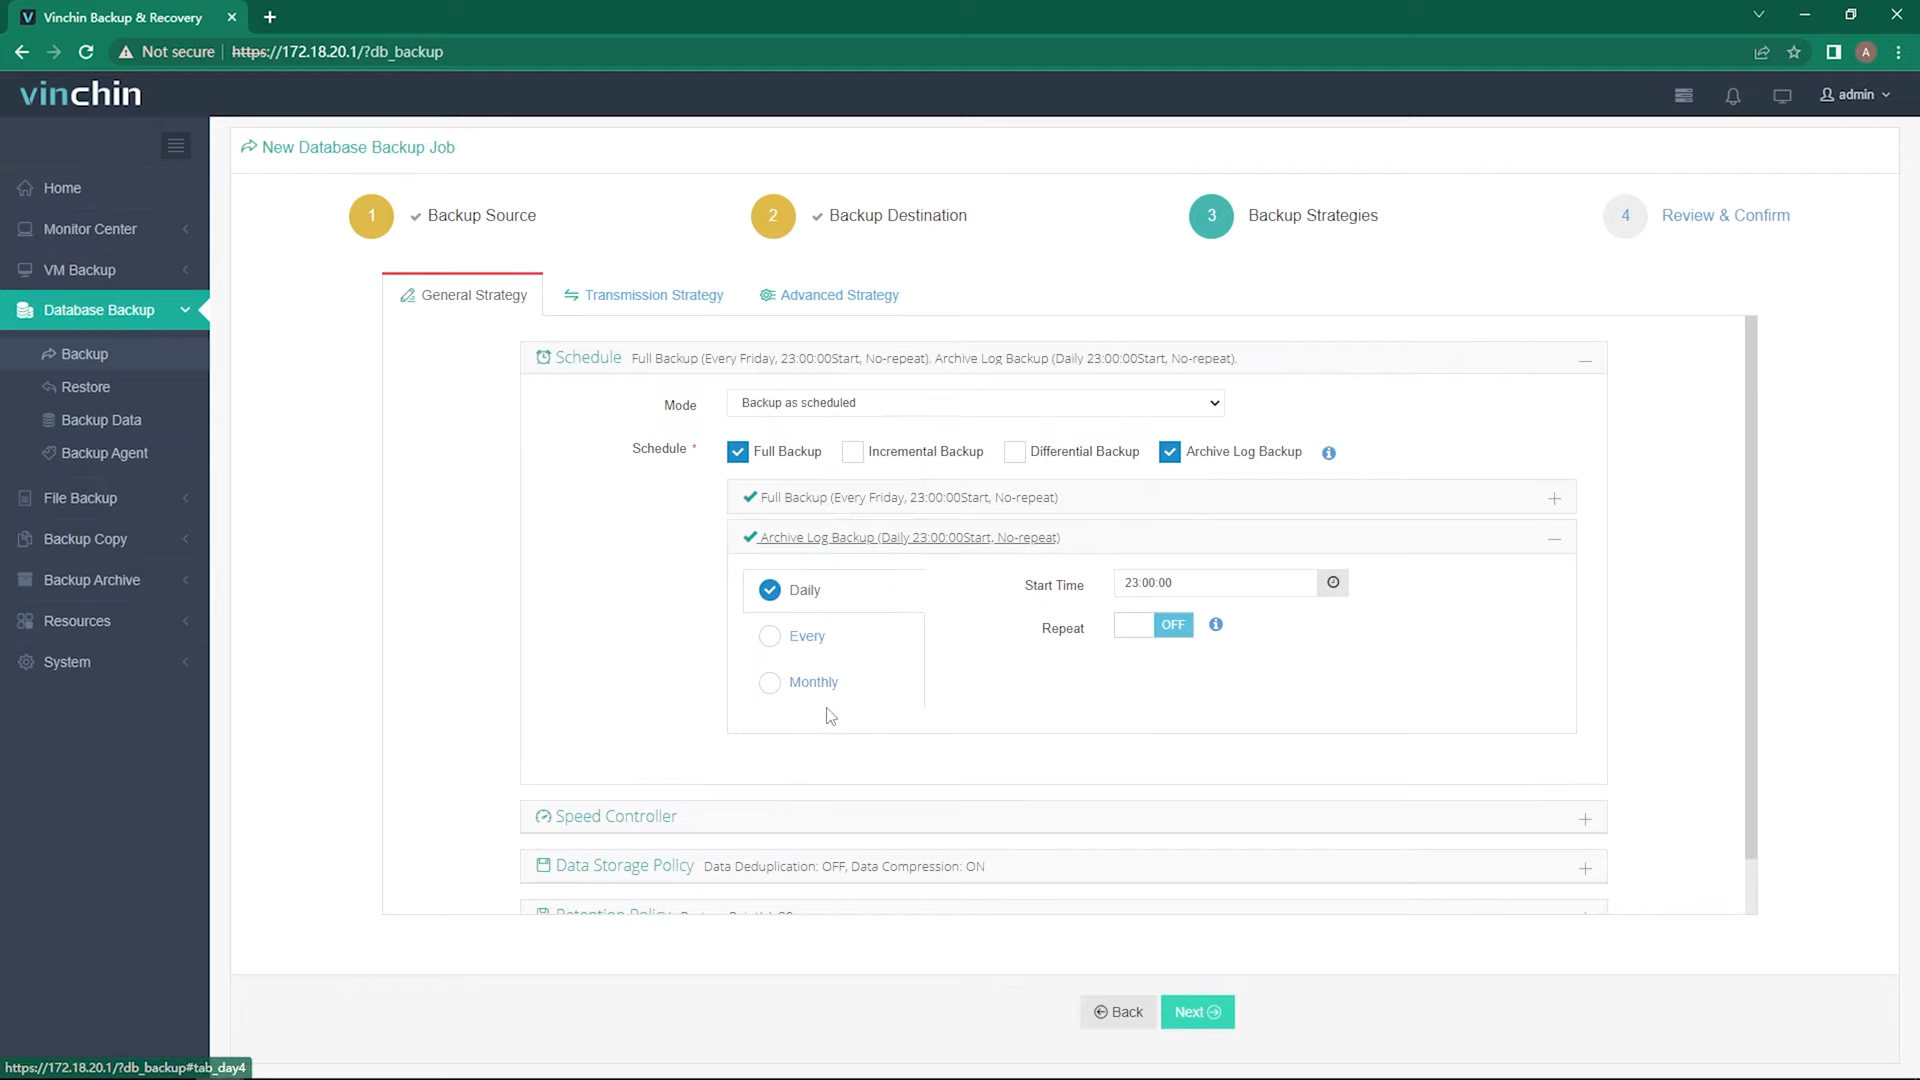 Vinchin Backup & Recovery
Not secure
https://172.18.20.1/?db_backup
A
vinchin
admin
Home
Monitor Center
VM Backup
Database Backup
Backup
Restore
Backup Data
Backup Agent
File Backup
Backup Copy
Backup Archive
Resources
System
New Database Backup Job
1 Backup Source
2 Backup Destination
3 Backup Strategies
4 Review & Confirm
General Strategy
Transmission Strategy
Advanced Strategy
Schedule Full Backup (Every Friday, 23:00:00Start, No-repeat). Archive Log Backup (Daily 23:00:00Start, No-repeat).
Mode Backup as scheduled
Schedule * Full Backup Incremental Backup Differential Backup Archive Log Backup
Full Backup (Every Friday, 23:00:00Start, No-repeat)
Archive Log Backup (Daily 23:00:00Start, No-repeat)
Daily
Every
Monthly
Start Time 23:00:00
Repeat OFF
Speed Controller
Data Storage Policy Data Deduplication: OFF, Data Compression: ON
Retention Policy
Back
Next
https://172.18.20.1/?db_backup#tab_day4